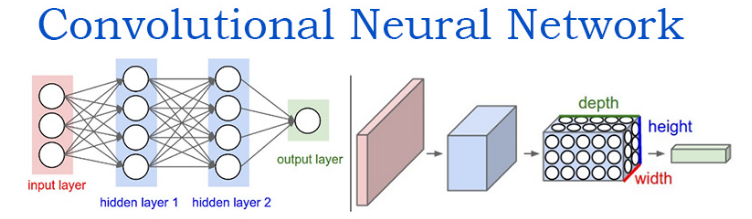 Convolutional Neural Network
input layer
hidden layer 1
hidden layer 2
output layer
depth
height
width